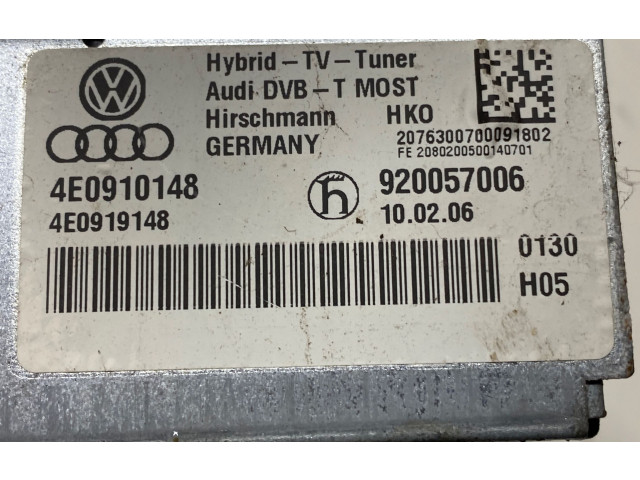 Hybrid-TV-Tuner
Audi DVB-T MOST
Hirschmann HKO
GERMANY
2076300700091802
FE 2080200500140701
4E0910148
4E0919148
h
920057006
10.02.06
0130
H05